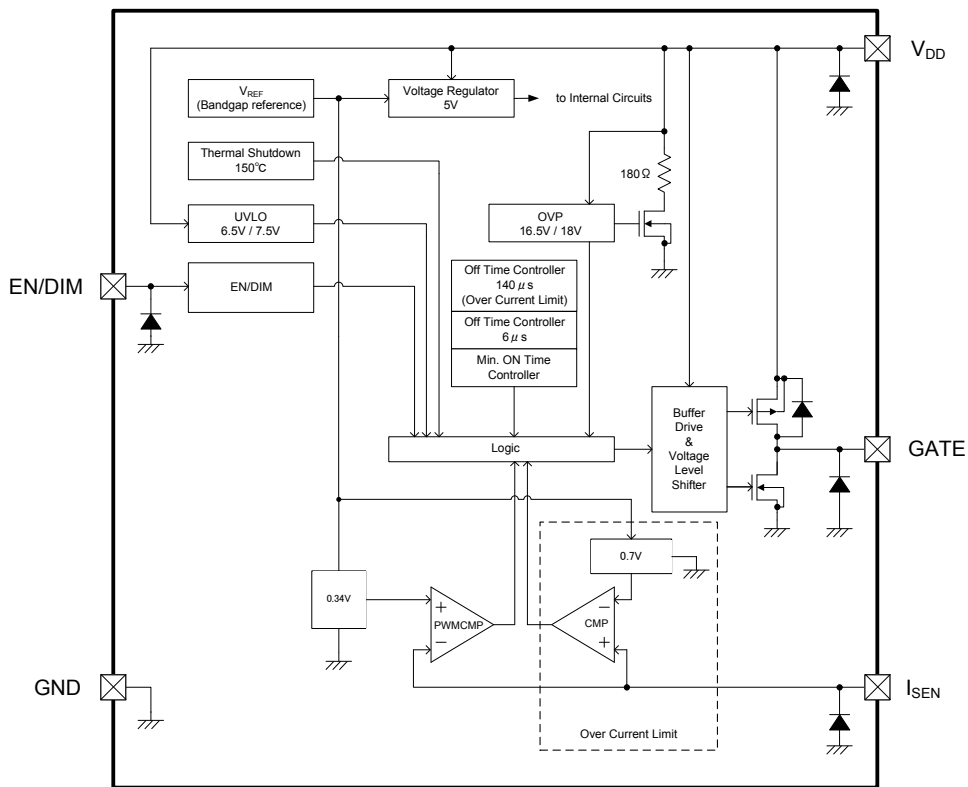 V_DD
V_REF
(Bandgap reference)
Voltage Regulator
5V
to Internal Circuits
Thermal Shutdown
150℃
180Ω
UVLO
6.5V / 7.5V
OVP
16.5V / 18V
EN/DIM
EN/DIM
Off Time Controller
140μs
(Over Current Limit)
Off Time Controller
6μs
Min. ON Time
Controller
Buffer
Drive
&
Voltage
Level
Shifter
Logic
GATE
0.7V
0.34V
+
PWMCMP
−
−
CMP
+
GND
I_SEN
Over Current Limit